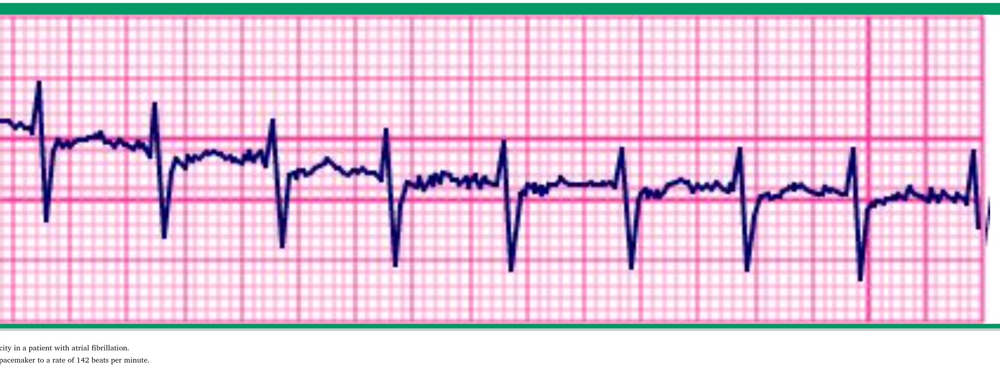 city in a patient with atrial fibrillation.
pacemaker to a rate of 142 beats per minute.